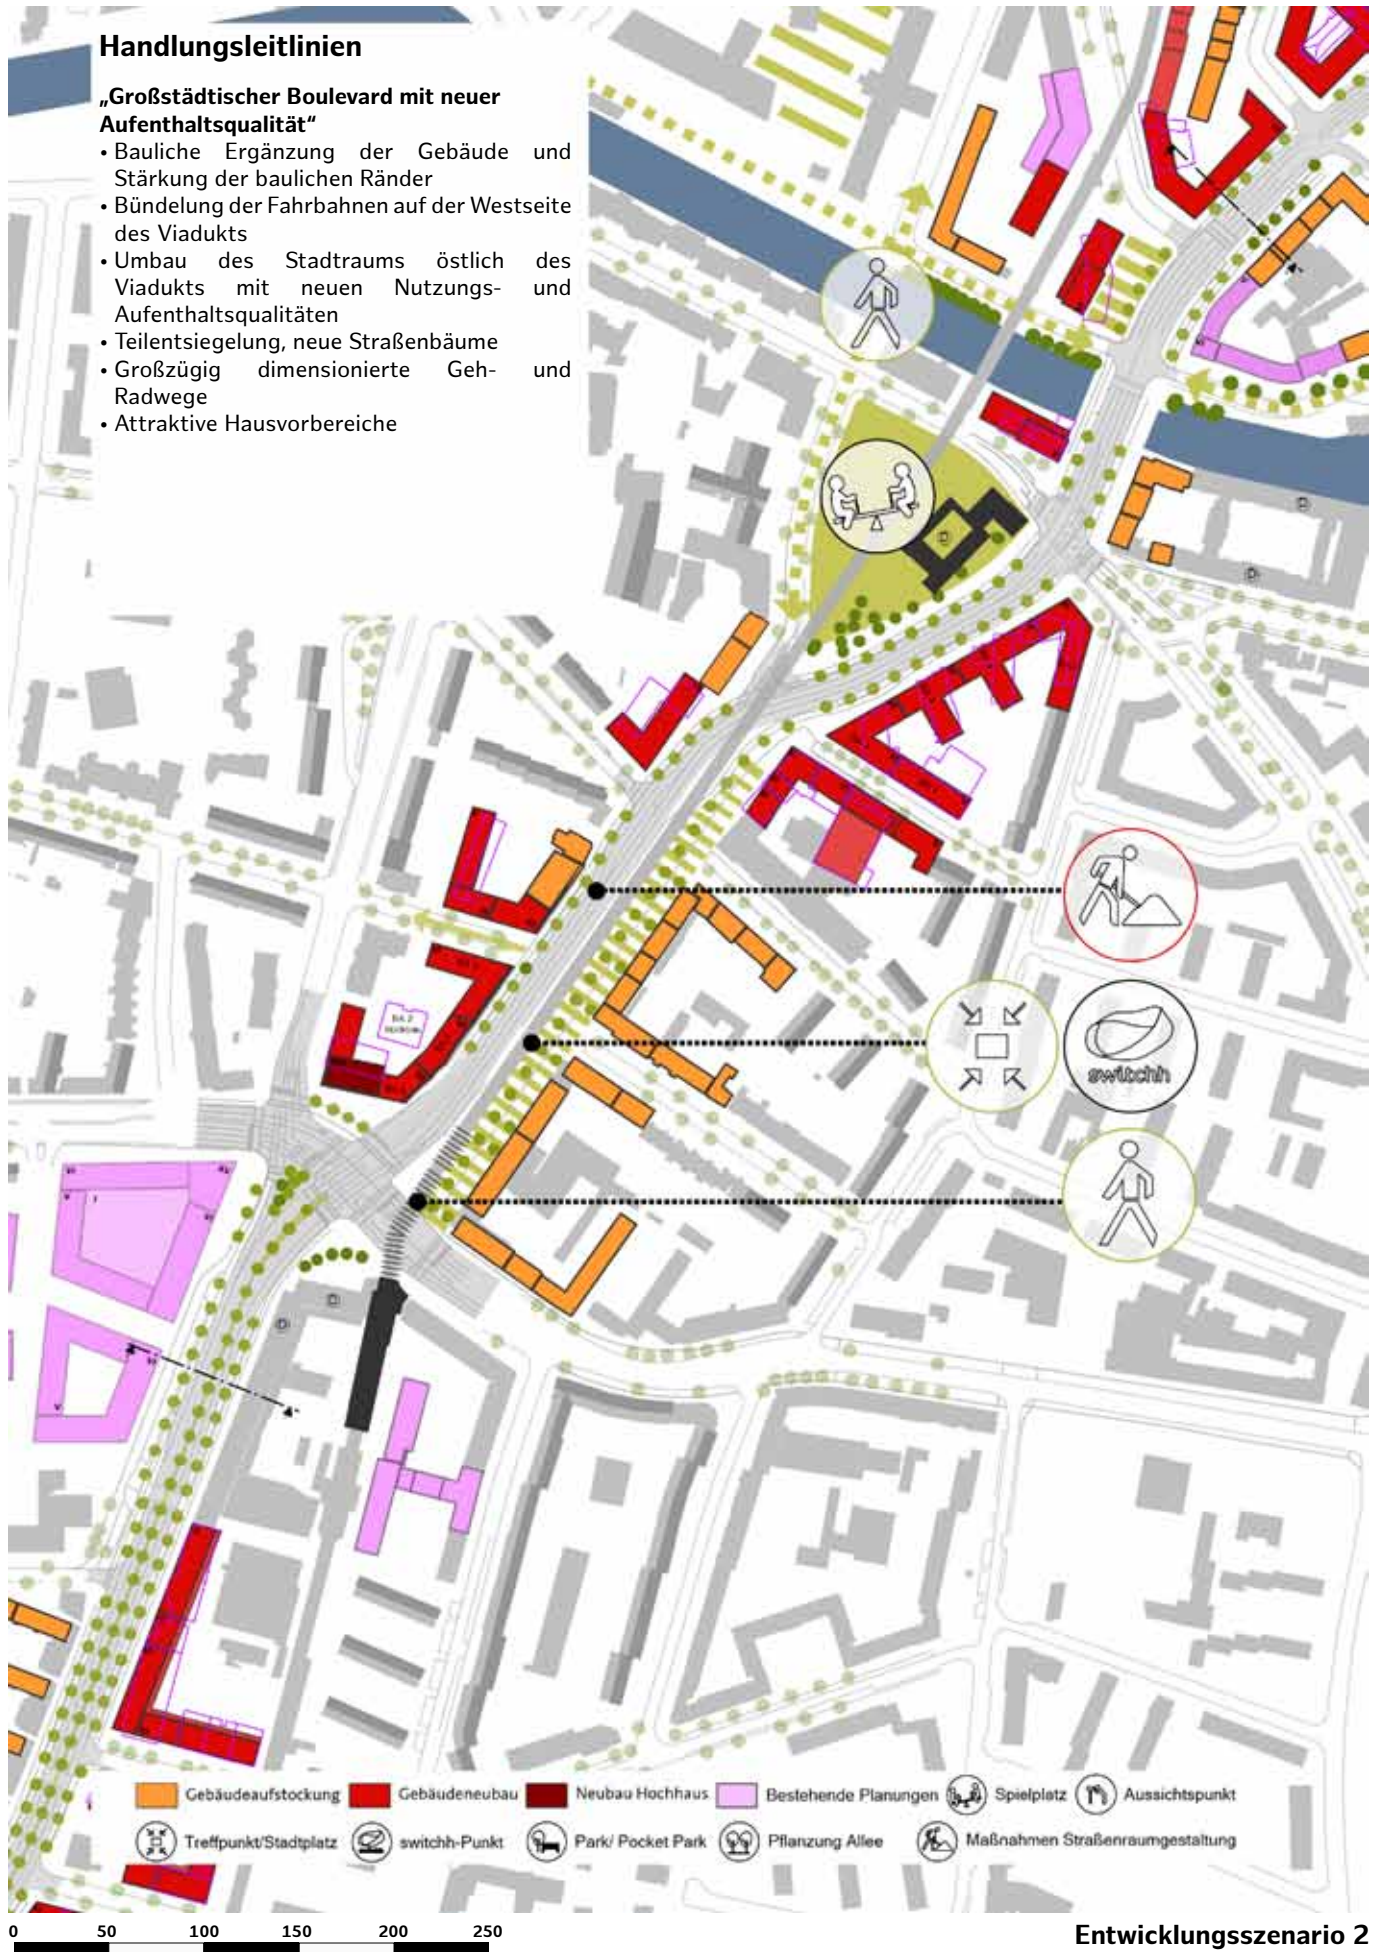 Handlungsleitlinien
„Großstädtischer Boulevard mit neuer
Aufenthaltsqualität“
• Bauliche Ergänzung der Gebäude und
Stärkung der baulichen Ränder
• Bündelung der Fahrbahnen auf der Westseite
des Viadukts
• Umbau des Stadtraums östlich des
Viadukts mit neuen Nutzungs- und
Aufenthaltsqualitäten
• Teilentsiegelung, neue Straßenbäume
• Großzügig dimensionierte Geh- und
Radwege
• Attraktive Hausvorbereiche
D
D
D
switchh
D
D
Gebäudeaufstockung Gebäudeneubau Neubau Hochhaus Bestehende Planungen Spielplatz Aussichtspunkt
Treffpunkt/Stadtplatz switchh-Punkt Park/ Pocket Park Pflanzung Allee Maßnahmen Straßenraumgestaltung
0 50 100 150 200 250
Entwicklungsszenario 2